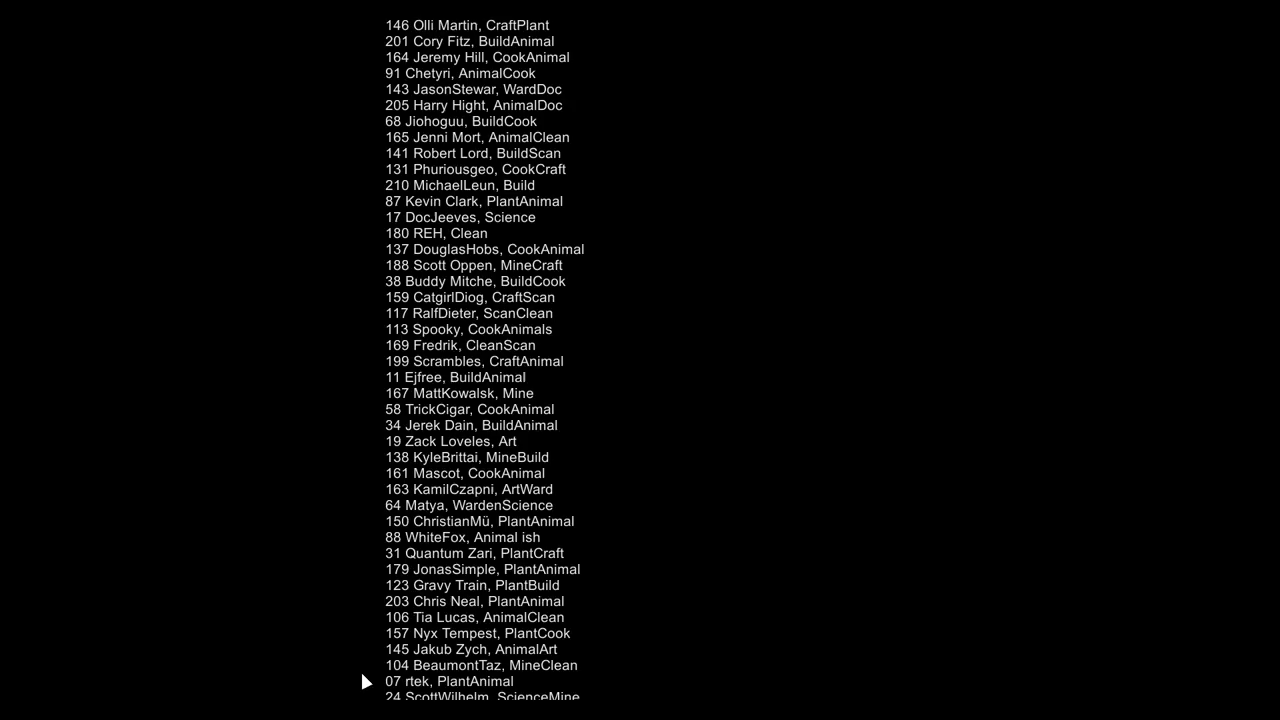 146 Olli Martin, CraftPlant
201 Cory Fitz, BuildAnimal
164 Jeremy Hill, CookAnimal
91 Chetyri, AnimalCook
143 JasonStewar, WardDoc
205 Harry Hight, AnimalDoc
68 Jiohoguu, BuildCook
165 Jenni Mort, AnimalClean
141 Robert Lord, BuildScan
131 Phuriousgeo, CookCraft
210 MichaelLeun, Build
87 Kevin Clark, PlantAnimal
17 DocJeeves, Science
180 REH, Clean
137 DouglasHobs, CookAnimal
188 Scott Oppen, MineCraft
38 Buddy Mitche, BuildCook
159 CatgirlDiog, CraftScan
117 RalfDieter, ScanClean
113 Spooky, CookAnimals
169 Fredrik, CleanScan
199 Scrambles, CraftAnimal
11 Ejfree, BuildAnimal
167 MattKowalsk, Mine
58 TrickCigar, CookAnimal
34 Jerek Dain, BuildAnimal
19 Zack Loveles, Art
138 KyleBrittai, MineBuild
161 Mascot, CookAnimal
163 KamilCzapni, ArtWard
64 Matya, WardenScience
150 ChristianMü, PlantAnimal
88 WhiteFox, Animal ish
31 Quantum Zari, PlantCraft
179 JonasSimple, PlantAnimal
123 Gravy Train, PlantBuild
203 Chris Neal, PlantAnimal
106 Tia Lucas, AnimalClean
157 Nyx Tempest, PlantCook
145 Jakub Zych, AnimalArt
104 BeaumontTaz, MineClean
07 rtek, PlantAnimal
24 ScottWilhelm, ScienceMine